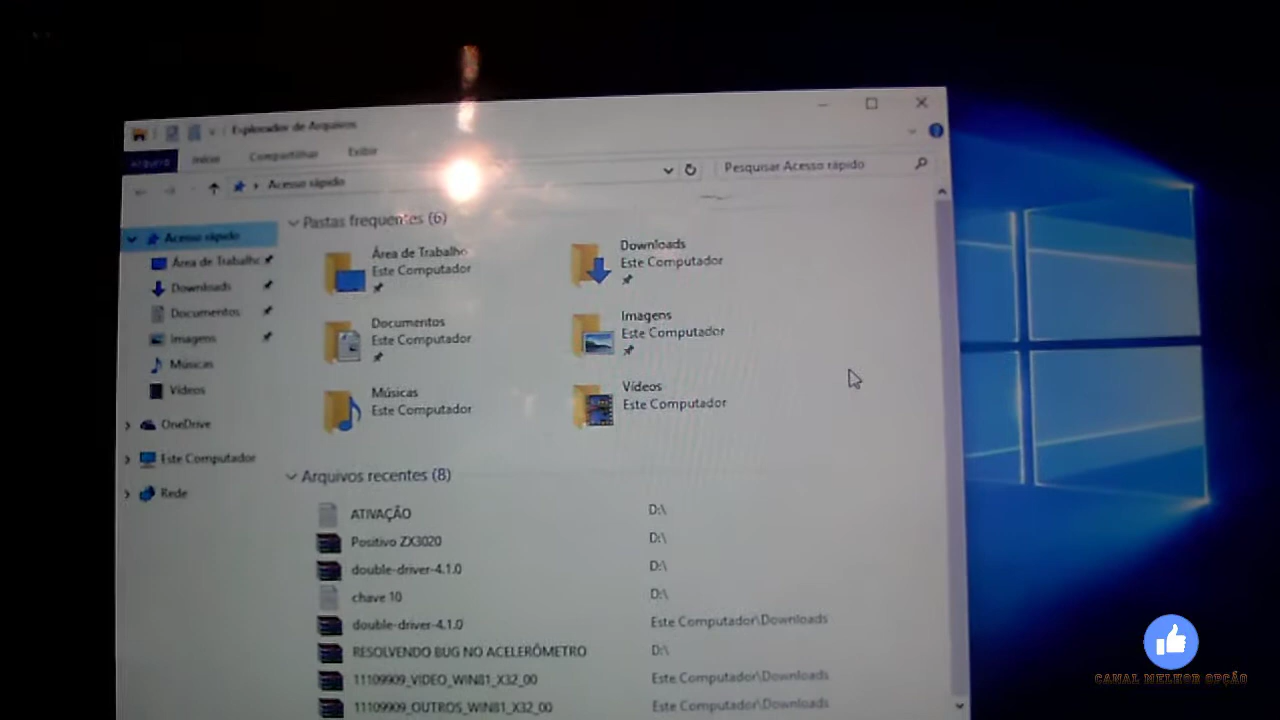 Explorador de Arquivos
Arquivo Início Compartilhar Exibir
Acesso rápido
Pesquisar Acesso rápido
Acesso rápido
Área de Trabalho
Downloads
Documentos
Imagens
Músicas
Vídeos
OneDrive
Este Computador
Rede
Pastas frequentes (6)
Área de Trabalho
Este Computador
Downloads
Este Computador
Documentos
Este Computador
Imagens
Este Computador
Músicas
Este Computador
Vídeos
Este Computador
Arquivos recentes (8)
ATIVAÇÃO D:\
Positivo ZX3020 D:\
double-driver-4.1.0 D:\
chave 10 D:\
double-driver-4.1.0 Este Computador\Downloads
RESOLVENDO BUG NO ACELERÔMETRO D:\
11109909_VIDEO_WIN81_X32_00 Este Computador\Downloads
11109909_OUTROS_WIN81_X32_00 Este Computador\Downloads
CANAL MELHOR OPÇÃO